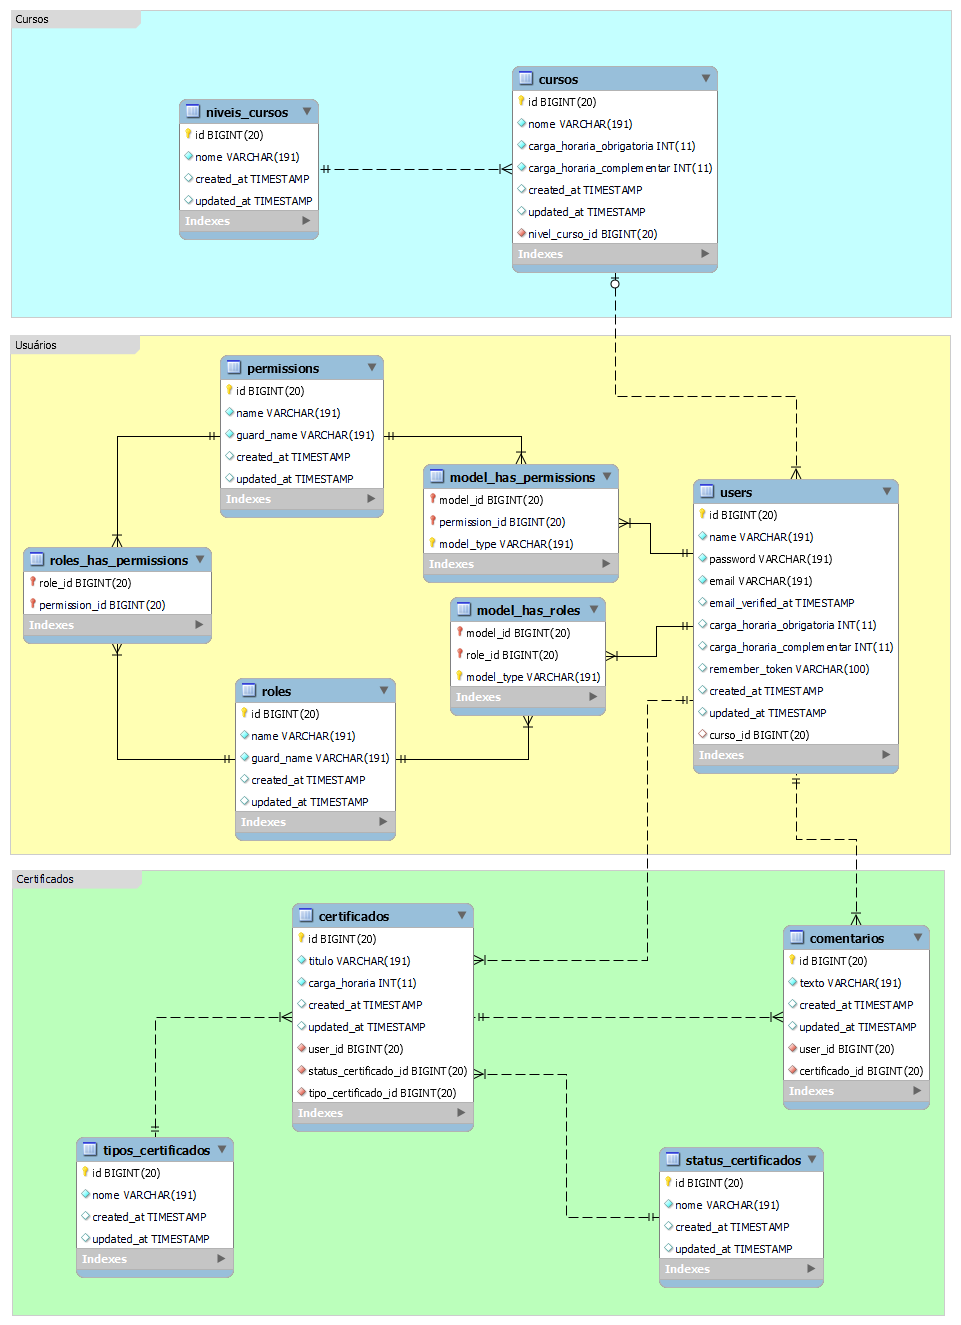 Cursos
niveis_cursos
id BIGINT(20)
nome VARCHAR(191)
created_at TIMESTAMP
updated_at TIMESTAMP
Indexes
cursos
id BIGINT(20)
nome VARCHAR(191)
carga_horaria_obrigatoria INT(11)
carga_horaria_complementar INT(11)
created_at TIMESTAMP
updated_at TIMESTAMP
nivel_curso_id BIGINT(20)
Indexes
Usuários
permissions
id BIGINT(20)
name VARCHAR(191)
guard_name VARCHAR(191)
created_at TIMESTAMP
updated_at TIMESTAMP
Indexes
model_has_permissions
model_id BIGINT(20)
permission_id BIGINT(20)
model_type VARCHAR(191)
Indexes
users
id BIGINT(20)
name VARCHAR(191)
password VARCHAR(191)
email VARCHAR(191)
email_verified_at TIMESTAMP
carga_horaria_obrigatoria INT(11)
carga_horaria_complementar INT(11)
remember_token VARCHAR(100)
created_at TIMESTAMP
updated_at TIMESTAMP
curso_id BIGINT(20)
Indexes
roles_has_permissions
role_id BIGINT(20)
permission_id BIGINT(20)
Indexes
model_has_roles
model_id BIGINT(20)
role_id BIGINT(20)
model_type VARCHAR(191)
Indexes
roles
id BIGINT(20)
name VARCHAR(191)
guard_name VARCHAR(191)
created_at TIMESTAMP
updated_at TIMESTAMP
Indexes
Certificados
certificados
id BIGINT(20)
titulo VARCHAR(191)
carga_horaria INT(11)
created_at TIMESTAMP
updated_at TIMESTAMP
user_id BIGINT(20)
status_certificado_id BIGINT(20)
tipo_certificado_id BIGINT(20)
Indexes
comentarios
id BIGINT(20)
texto VARCHAR(191)
created_at TIMESTAMP
updated_at TIMESTAMP
user_id BIGINT(20)
certificado_id BIGINT(20)
Indexes
tipos_certificados
id BIGINT(20)
nome VARCHAR(191)
created_at TIMESTAMP
updated_at TIMESTAMP
Indexes
status_certificados
id BIGINT(20)
nome VARCHAR(191)
created_at TIMESTAMP
updated_at TIMESTAMP
Indexes